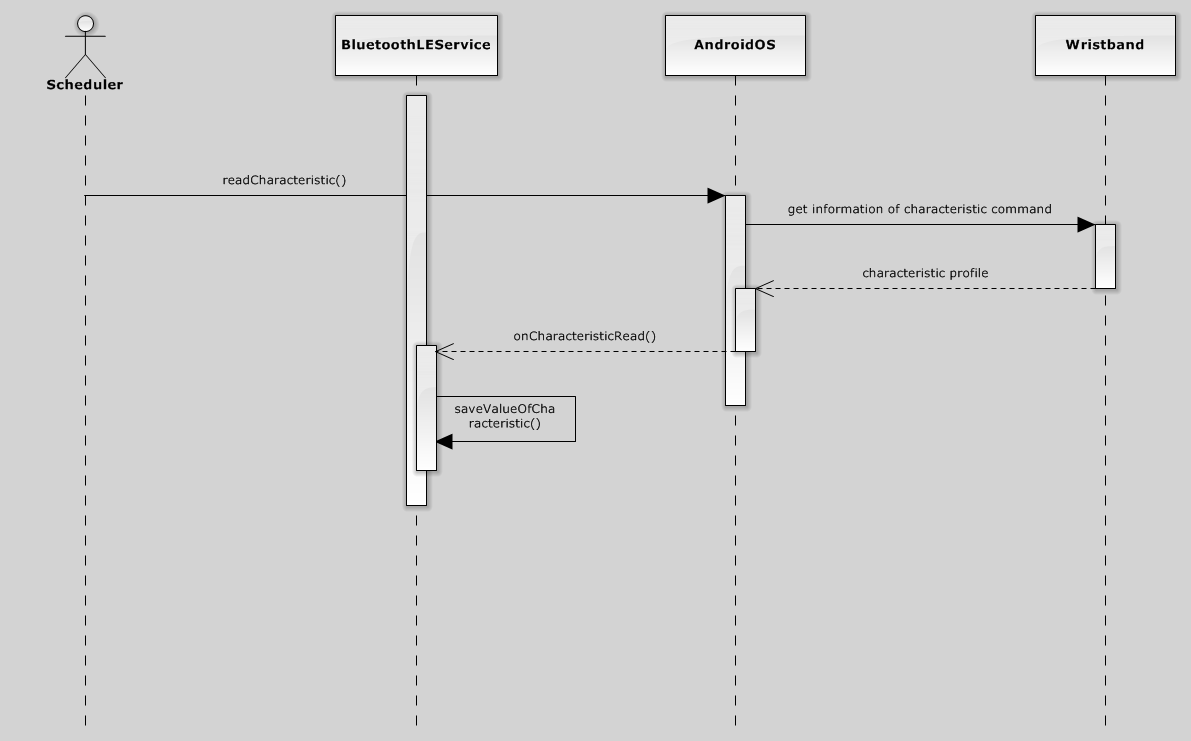 Scheduler
BluetoothLEService
AndroidOS
Wristband
readCharacteristic()
get information of characteristic command
characteristic profile
onCharacteristicRead()
saveValueOfCha
racteristic()